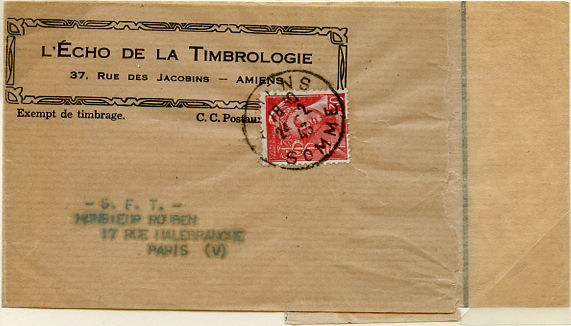 L'ÉCHO DE LA TIMBROLOGIE
37, RUE DES JACOBINS — AMIENS
Exempt de timbrage. C. C. Postaux
SOMME
- S. F. T. -
MONSIEUR ROUBEN
17 RUE MALEBRANCHE
PARIS (V)